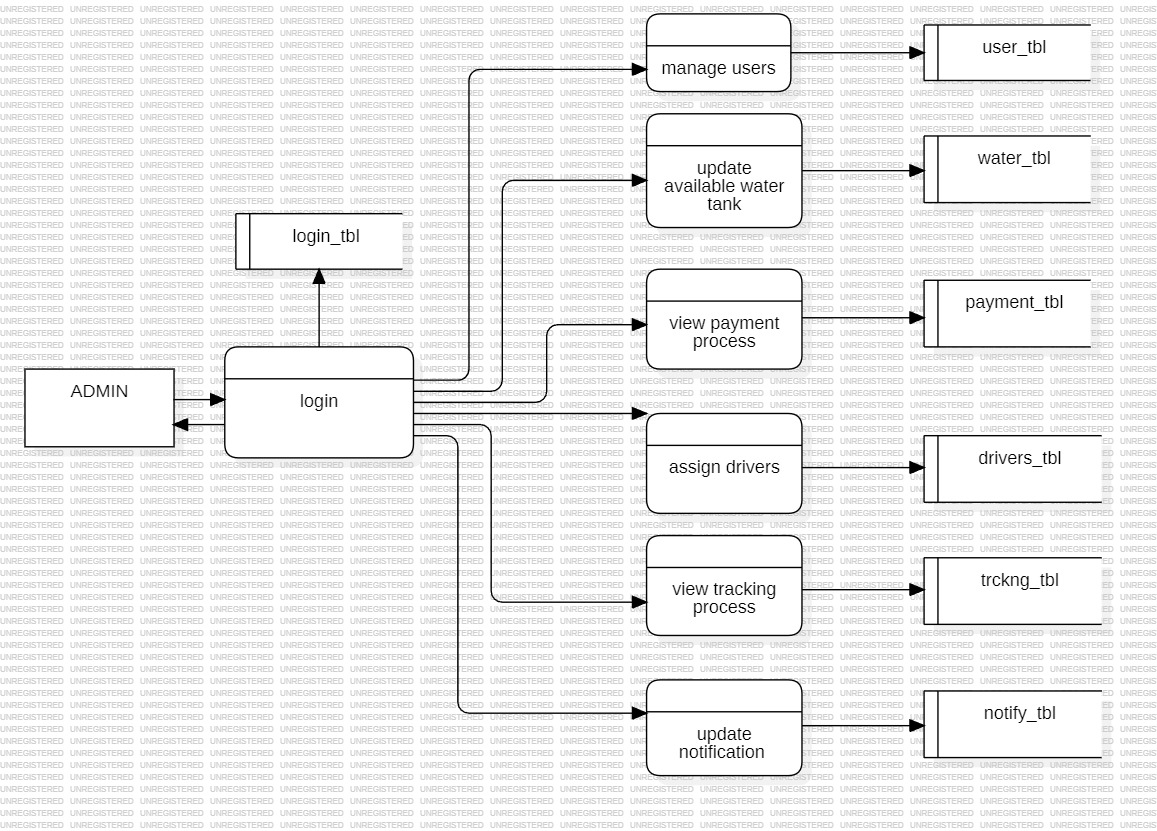 manage users
user_tbl
update
available water
tank
water_tbl
login_tbl
view payment
process
payment_tbl
ADMIN
login
assign drivers
drivers_tbl
view tracking
process
trckng_tbl
update
notification
notify_tbl
UNREGISTERED